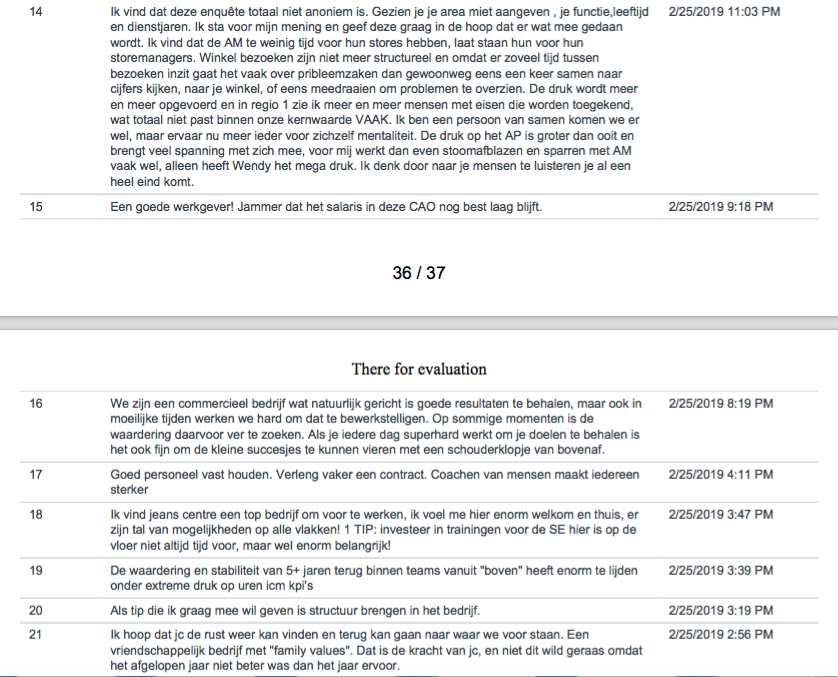 14 Ik vind dat deze enquête totaal niet anoniem is. Gezien je je area miet aangeven , je functie,leeftijd 2/25/2019 11:03 PM
en dienstjaren. Ik sta voor mijn mening en geef deze graag in de hoop dat er wat mee gedaan
wordt. Ik vind dat de AM te weinig tijd voor hun stores hebben, laat staan hun voor hun
storemanagers. Winkel bezoeken zijn niet meer structureel en omdat er zoveel tijd tussen
bezoeken inzit gaat het vaak over pribleemzaken dan gewoonweg eens een keer samen naar
cijfers kijken, naar je winkel, of eens meedraaien om problemen te overzien. De druk wordt meer
en meer opgevoerd en in regio 1 zie ik meer en meer mensen met eisen die worden toegekend,
wat totaal niet past binnen onze kernwaarde VAAK. Ik ben een persoon van samen komen we er
wel, maar ervaar nu meer ieder voor zichzelf mentaliteit. De druk op het AP is groter dan ooit en
brengt veel spanning met zich mee, voor mij werkt dan even stoomafblazen en sparren met AM
vaak wel, alleen heeft Wendy het mega druk. Ik denk door naar je mensen te luisteren je al een
heel eind komt.
15 Een goede werkgever! Jammer dat het salaris in deze CAO nog best laag blijft. 2/25/2019 9:18 PM
36 / 37
There for evaluation
16 We zijn een commercieel bedrijf wat natuurlijk gericht is goede resultaten te behalen, maar ook in 2/25/2019 8:19 PM
moeilijke tijden werken we hard om dat te bewerkstelligen. Op sommige momenten is de
waardering daarvoor ver te zoeken. Als je iedere dag superhard werkt om je doelen te behalen is
het ook fijn om de kleine succesjes te kunnen vieren met een schouderklopje van bovenaf.
17 Goed personeel vast houden. Verleng vaker een contract. Coachen van mensen maakt iedereen 2/25/2019 4:11 PM
sterker
18 Ik vind jeans centre een top bedrijf om voor te werken, ik voel me hier enorm welkom en thuis, er 2/25/2019 3:47 PM
zijn tal van mogelijkheden op alle vlakken! 1 TIP: investeer in trainingen voor de SE hier is op de
vloer niet altijd tijd voor, maar wel enorm belangrijk!
19 De waardering en stabiliteit van 5+ jaren terug binnen teams vanuit "boven" heeft enorm te lijden 2/25/2019 3:39 PM
onder extreme druk op uren icm kpi's
20 Als tip die ik graag mee wil geven is structuur brengen in het bedrijf. 2/25/2019 3:19 PM
21 Ik hoop dat jc de rust weer kan vinden en terug kan gaan naar waar we voor staan. Een 2/25/2019 2:56 PM
vriendschappelijk bedrijf met "family values". Dat is de kracht van jc, en niet dit wild geraas omdat
het afgelopen jaar niet beter was dan het jaar ervoor.